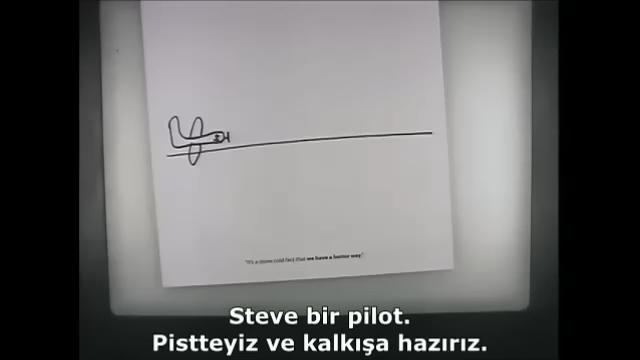 "It's a stone cold fact that we have a better way."
Steve bir pilot.
Pistteyiz ve kalkışa hazırız.